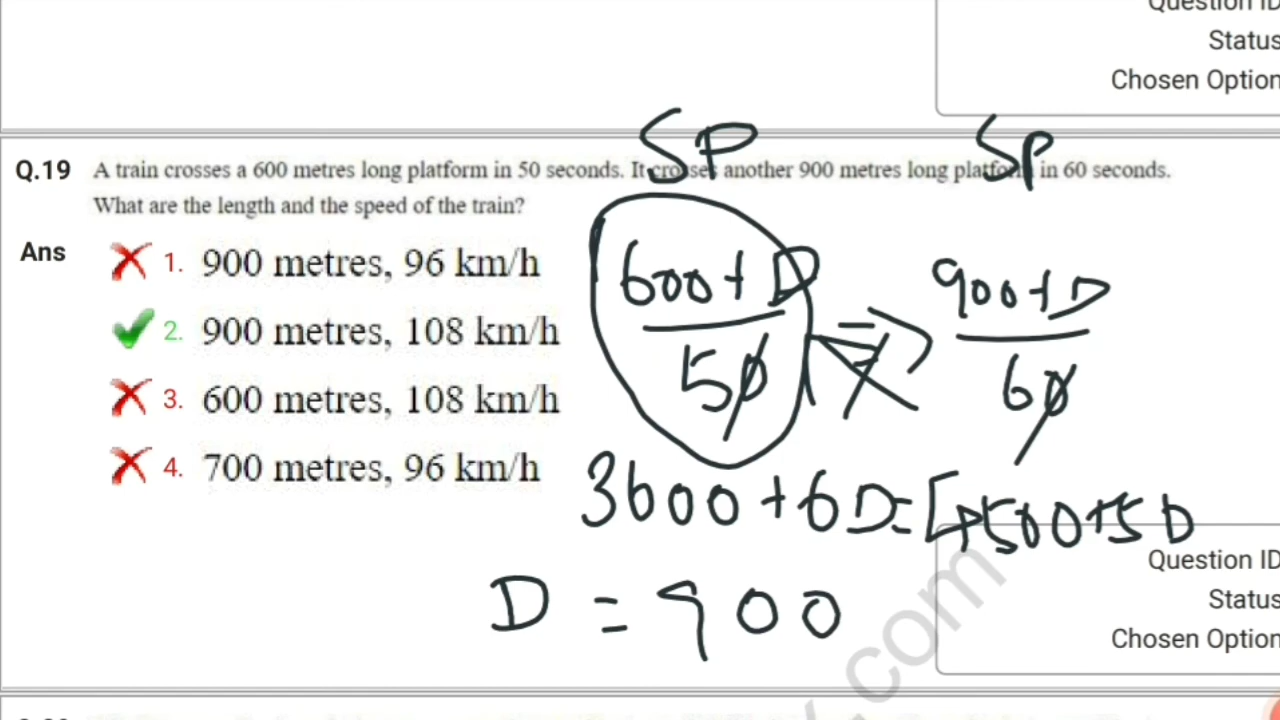 Question ID
Status
Chosen Option
SP SP
Q.19 A train crosses a 600 metres long platform in 50 seconds. It crosses another 900 metres long platform in 60 seconds.
What are the length and the speed of the train?
Ans
1. 900 metres, 96 km/h
2. 900 metres, 108 km/h
3. 600 metres, 108 km/h
4. 700 metres, 96 km/h
600+D 900+D
50 = 60
3600+6D=4500+5D
D = 900
Question ID
Status
Chosen Option
.com